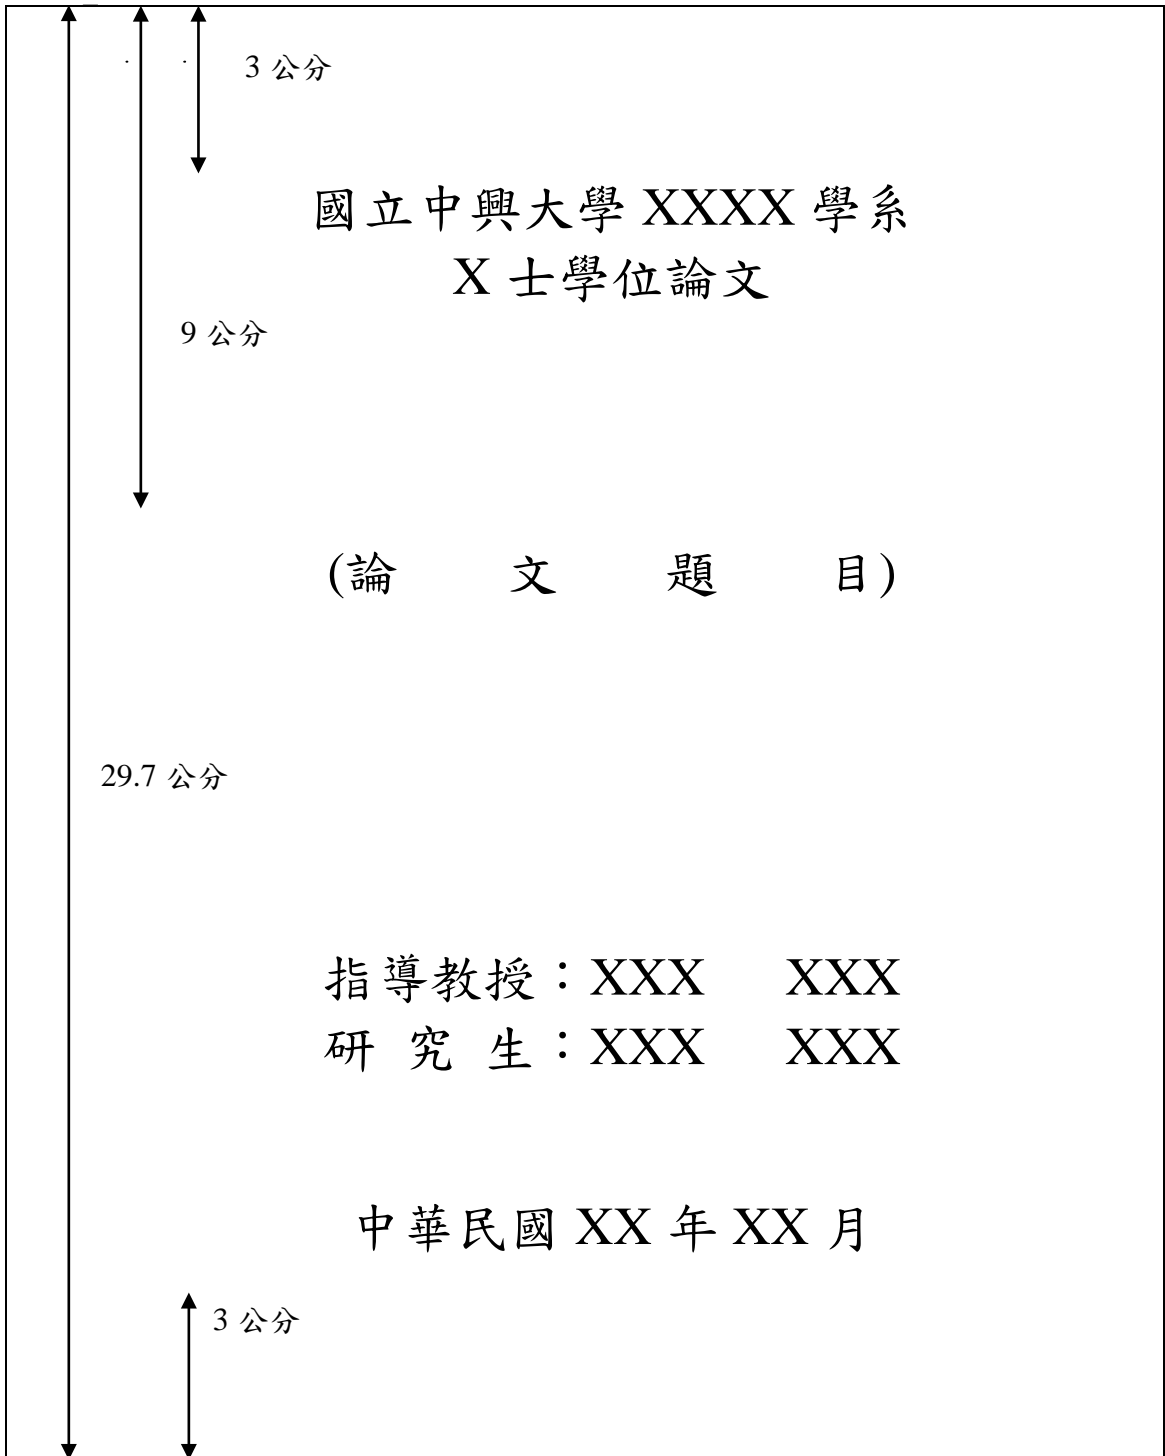 3 公分
國立中興大學 XXXX 學系
X 士學位論文
9 公分
(論 文 題 目)
29.7 公分
指導教授：XXX XXX
研 究 生：XXX XXX
中華民國 XX 年 XX 月
3 公分